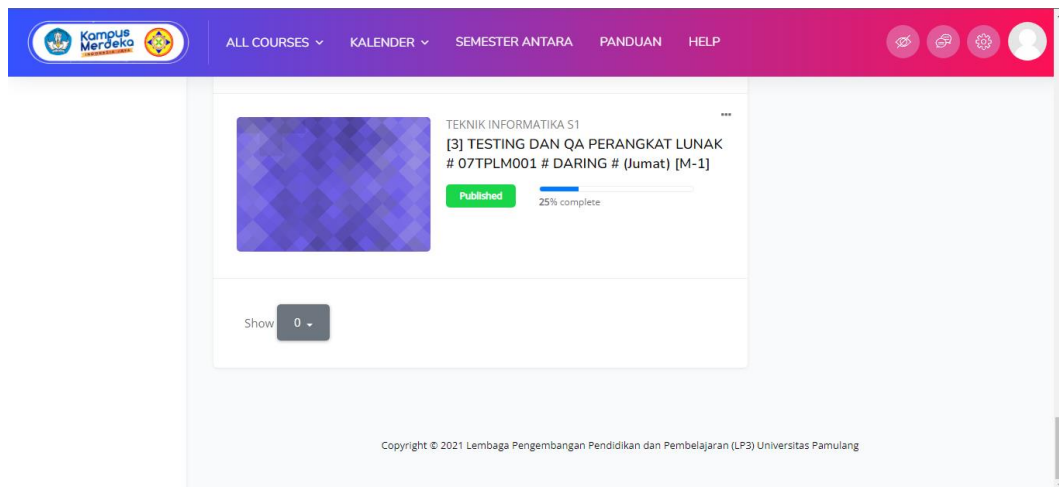 Kampus
Merdeka
INDONESIA JAYA
ALL COURSES
KALENDER
SEMESTER ANTARA
PANDUAN
HELP
TEKNIK INFORMATIKA S1
[3] TESTING DAN QA PERANGKAT LUNAK
# 07TPLM001 # DARING # (Jumat) [M-1]
Published
25% complete
Show 0
Copyright © 2021 Lembaga Pengembangan Pendidikan dan Pembelajaran (LP3) Universitas Pamulang